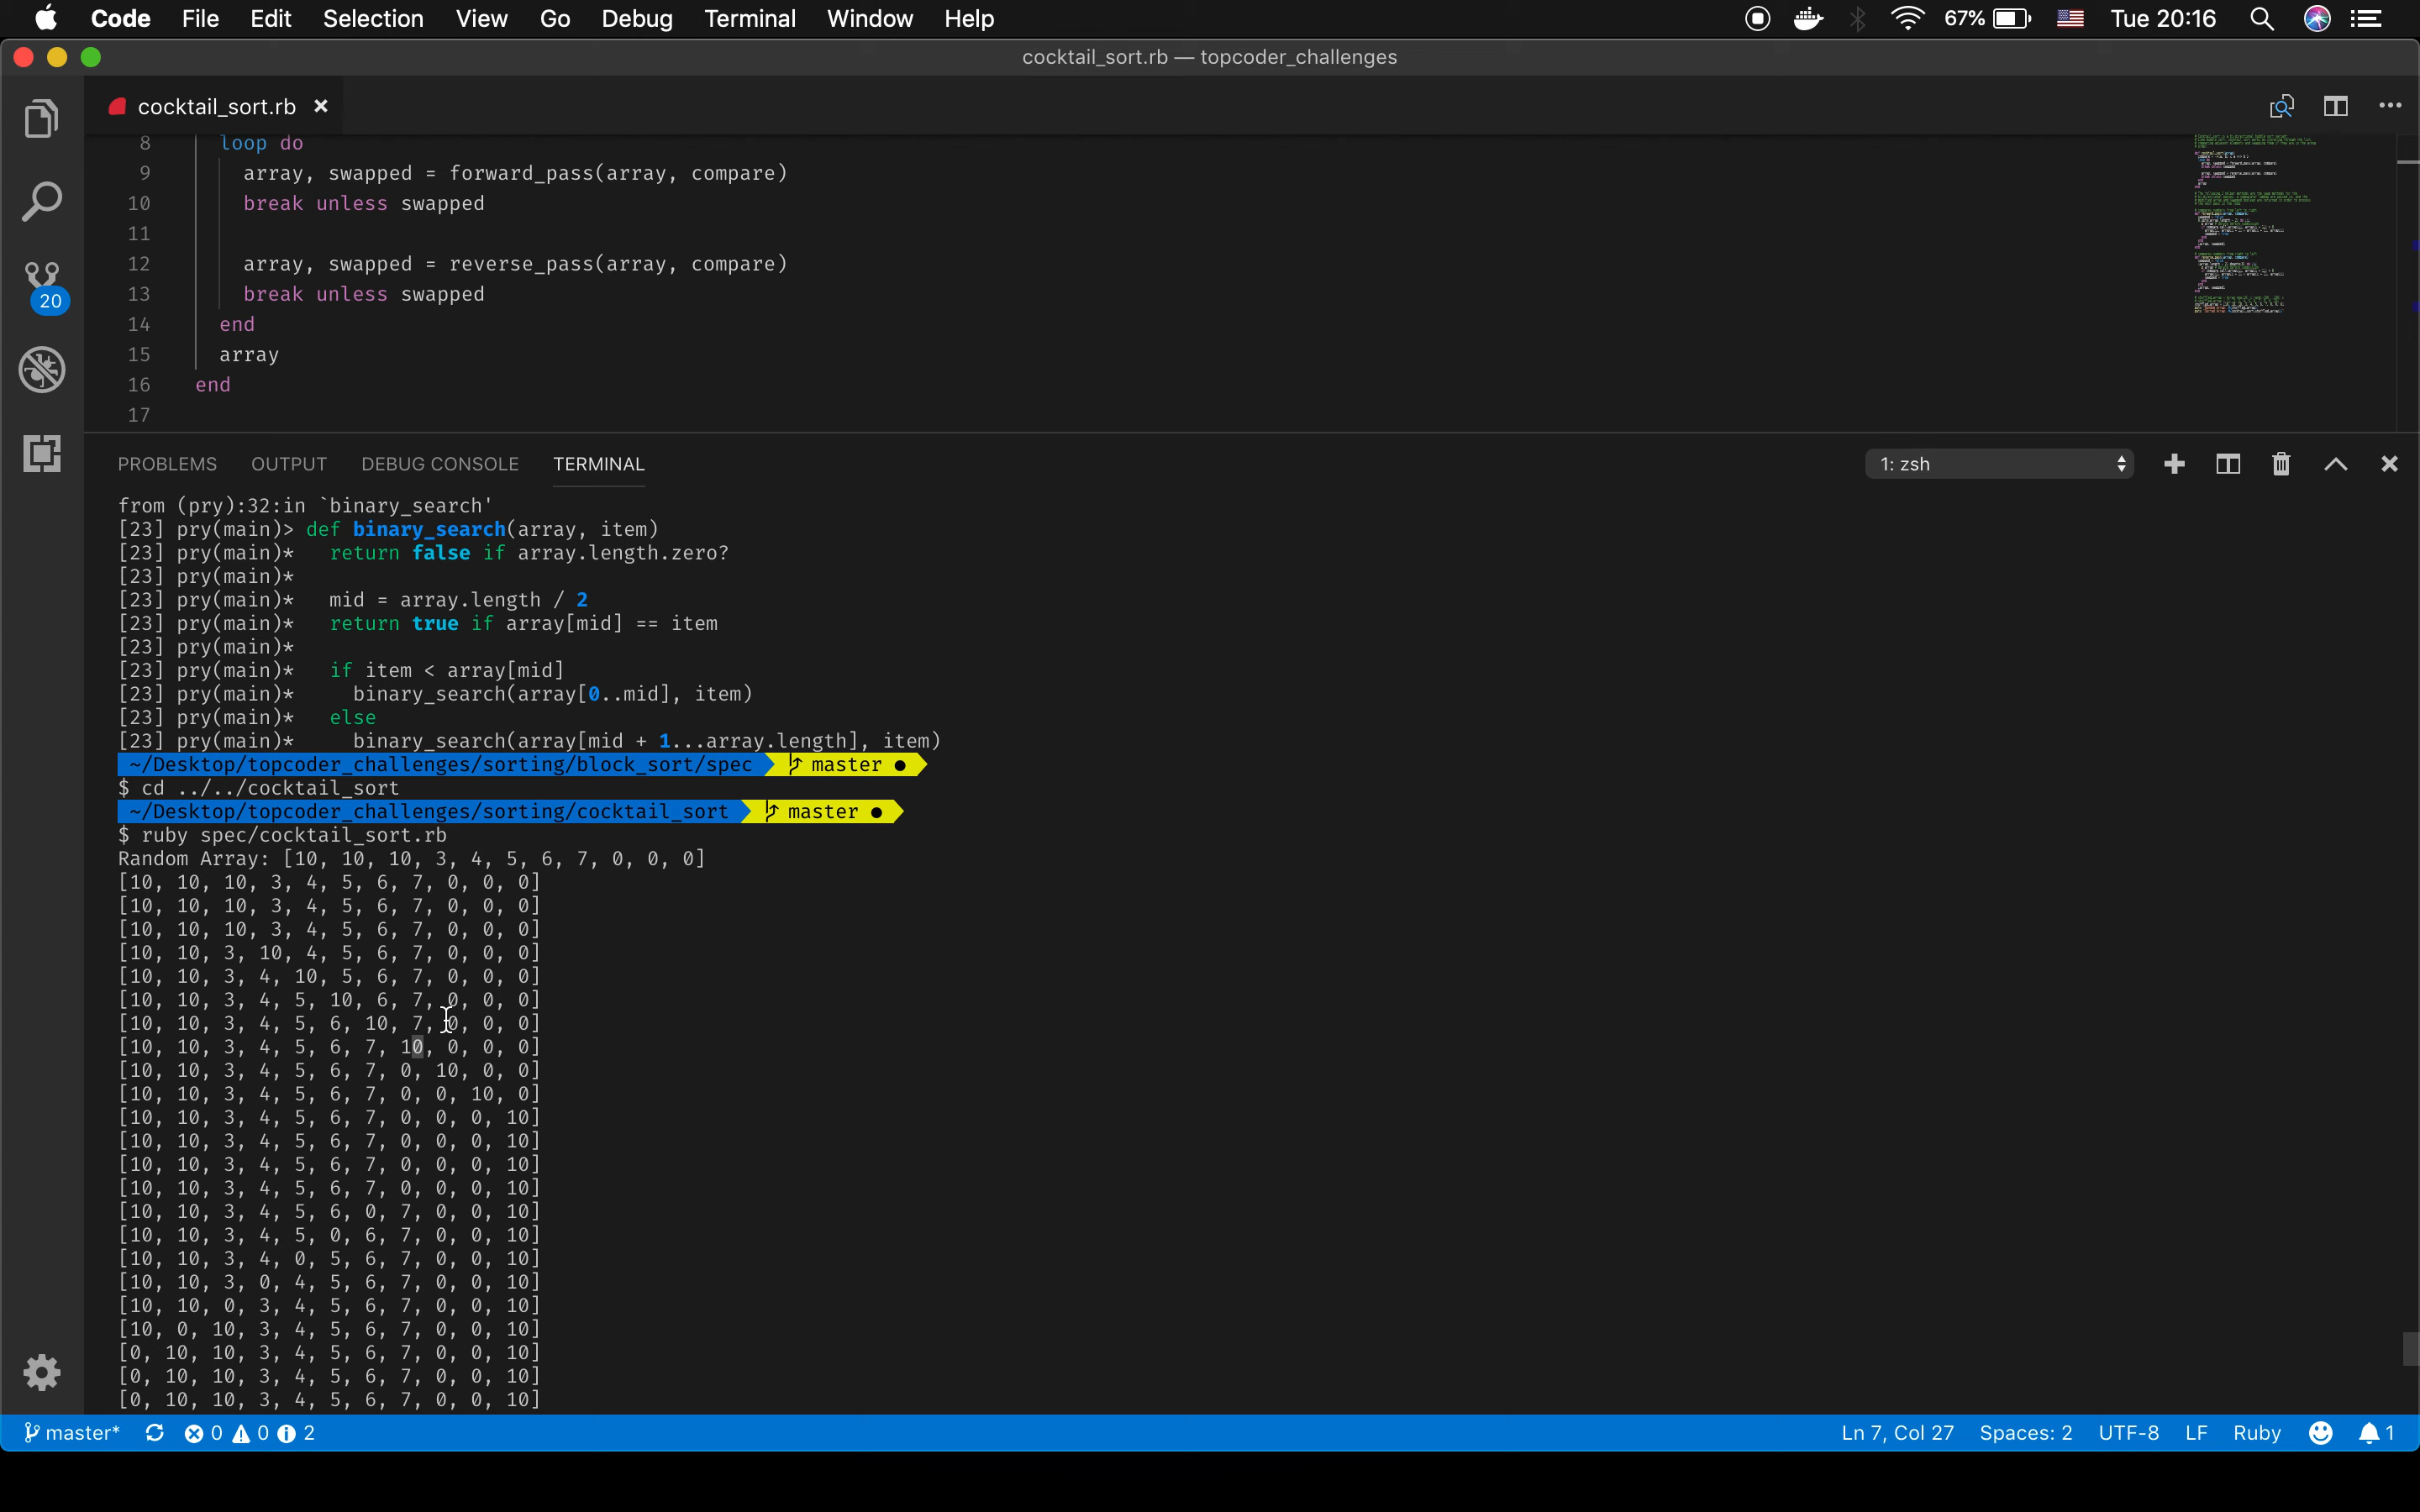 Code File Edit Selection View Go Debug Terminal Window Help 67% Tue 20:16
cocktail_sort.rb — topcoder_challenges
cocktail_sort.rb
8 loop do
9 array, swapped = forward_pass(array, compare)
10 break unless swapped
11
12 array, swapped = reverse_pass(array, compare)
13 break unless swapped
14 end
15 array
16 end
17
20
PROBLEMS OUTPUT DEBUG CONSOLE TERMINAL 1: zsh
from (pry):32:in `binary_search'
[23] pry(main)> def binary_search(array, item)
[23] pry(main)* return false if array.length.zero?
[23] pry(main)*
[23] pry(main)* mid = array.length / 2
[23] pry(main)* return true if array[mid] == item
[23] pry(main)*
[23] pry(main)* if item < array[mid]
[23] pry(main)* binary_search(array[0..mid], item)
[23] pry(main)* else
[23] pry(main)* binary_search(array[mid + 1...array.length], item)
~/Desktop/topcoder_challenges/sorting/block_sort/spec master ●
$ cd ../../cocktail_sort
~/Desktop/topcoder_challenges/sorting/cocktail_sort master ●
$ ruby spec/cocktail_sort.rb
Random Array: [10, 10, 10, 3, 4, 5, 6, 7, 0, 0, 0]
[10, 10, 10, 3, 4, 5, 6, 7, 0, 0, 0]
[10, 10, 10, 3, 4, 5, 6, 7, 0, 0, 0]
[10, 10, 10, 3, 4, 5, 6, 7, 0, 0, 0]
[10, 10, 3, 10, 4, 5, 6, 7, 0, 0, 0]
[10, 10, 3, 4, 10, 5, 6, 7, 0, 0, 0]
[10, 10, 3, 4, 5, 10, 6, 7, 0, 0, 0]
[10, 10, 3, 4, 5, 6, 10, 7, 0, 0, 0]
[10, 10, 3, 4, 5, 6, 7, 10, 0, 0, 0]
[10, 10, 3, 4, 5, 6, 7, 0, 10, 0, 0]
[10, 10, 3, 4, 5, 6, 7, 0, 0, 10, 0]
[10, 10, 3, 4, 5, 6, 7, 0, 0, 0, 10]
[10, 10, 3, 4, 5, 6, 7, 0, 0, 0, 10]
[10, 10, 3, 4, 5, 6, 7, 0, 0, 0, 10]
[10, 10, 3, 4, 5, 6, 7, 0, 0, 0, 10]
[10, 10, 3, 4, 5, 6, 0, 7, 0, 0, 10]
[10, 10, 3, 4, 5, 0, 6, 7, 0, 0, 10]
[10, 10, 3, 4, 0, 5, 6, 7, 0, 0, 10]
[10, 10, 3, 0, 4, 5, 6, 7, 0, 0, 10]
[10, 10, 0, 3, 4, 5, 6, 7, 0, 0, 10]
[10, 0, 10, 3, 4, 5, 6, 7, 0, 0, 10]
[0, 10, 10, 3, 4, 5, 6, 7, 0, 0, 10]
[0, 10, 10, 3, 4, 5, 6, 7, 0, 0, 10]
[0, 10, 10, 3, 4, 5, 6, 7, 0, 0, 10]
master* 0 0 2 Ln 7, Col 27 Spaces: 2 UTF-8 LF Ruby 1